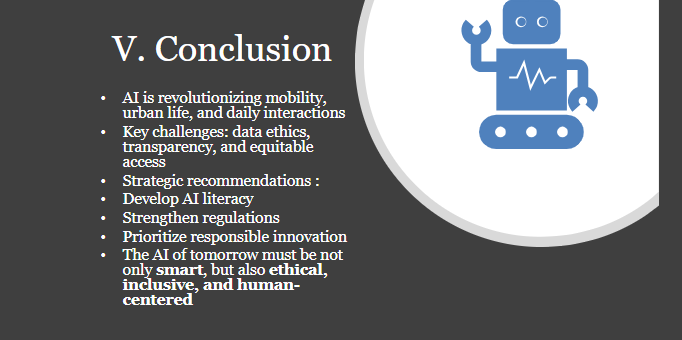 V. Conclusion
• AI is revolutionizing mobility,
urban life, and daily interactions
• Key challenges: data ethics,
transparency, and equitable
access
• Strategic recommendations :
• Develop AI literacy
• Strengthen regulations
• Prioritize responsible innovation
• The AI of tomorrow must be not
only smart, but also ethical,
inclusive, and human-
centered